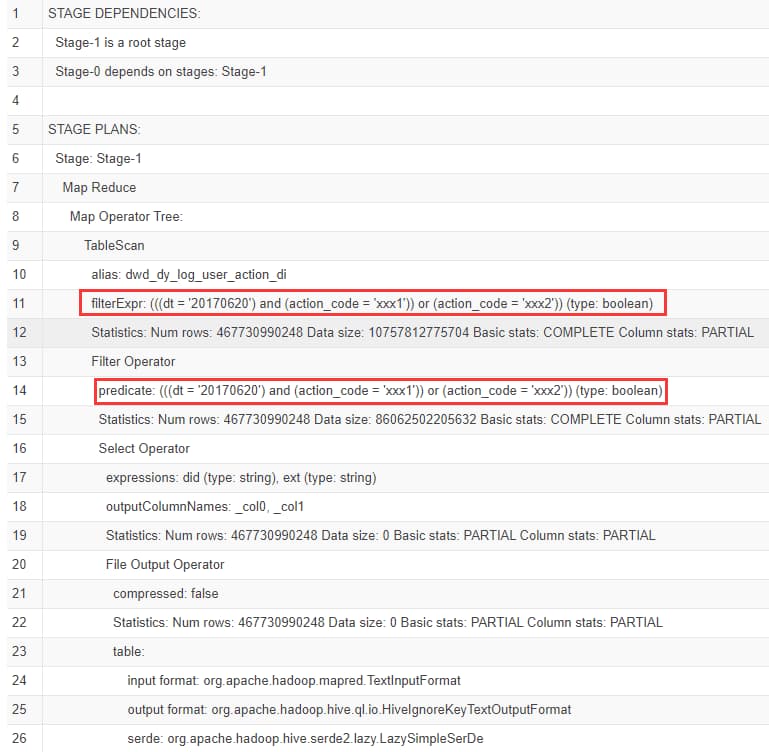 1 STAGE DEPENDENCIES:
2 Stage-1 is a root stage
3 Stage-0 depends on stages: Stage-1
4
5 STAGE PLANS:
6 Stage: Stage-1
7 Map Reduce
8 Map Operator Tree:
9 TableScan
10 alias: dwd_dy_log_user_action_di
11 filterExpr: (((dt = '20170620') and (action_code = 'xxx1')) or (action_code = 'xxx2')) (type: boolean)
12 Statistics: Num rows: 467730990248 Data size: 10757812775704 Basic stats: COMPLETE Column stats: PARTIAL
13 Filter Operator
14 predicate: (((dt = '20170620') and (action_code = 'xxx1')) or (action_code = 'xxx2')) (type: boolean)
15 Statistics: Num rows: 467730990248 Data size: 86062502205632 Basic stats: COMPLETE Column stats: PARTIAL
16 Select Operator
17 expressions: did (type: string), ext (type: string)
18 outputColumnNames: _col0, _col1
19 Statistics: Num rows: 467730990248 Data size: 0 Basic stats: PARTIAL Column stats: PARTIAL
20 File Output Operator
21 compressed: false
22 Statistics: Num rows: 467730990248 Data size: 0 Basic stats: PARTIAL Column stats: PARTIAL
23 table:
24 input format: org.apache.hadoop.mapred.TextInputFormat
25 output format: org.apache.hadoop.hive.ql.io.HiveIgnoreKeyTextOutputFormat
26 serde: org.apache.hadoop.hive.serde2.lazy.LazySimpleSerDe